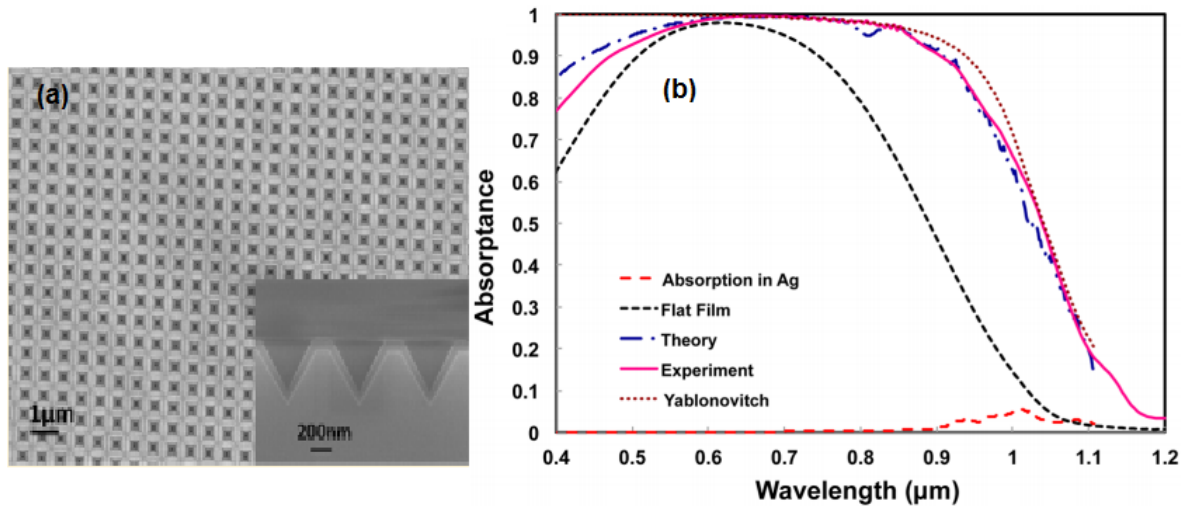 (a)
1µm
200nm
(b)
Absorptance
1
0.9
0.8
0.7
0.6
0.5
0.4
0.3
0.2
0.1
0
Absorption in Ag
Flat Film
Theory
Experiment
Yablonovitch
0.4 0.5 0.6 0.7 0.8 0.9 1 1.1 1.2
Wavelength (µm)